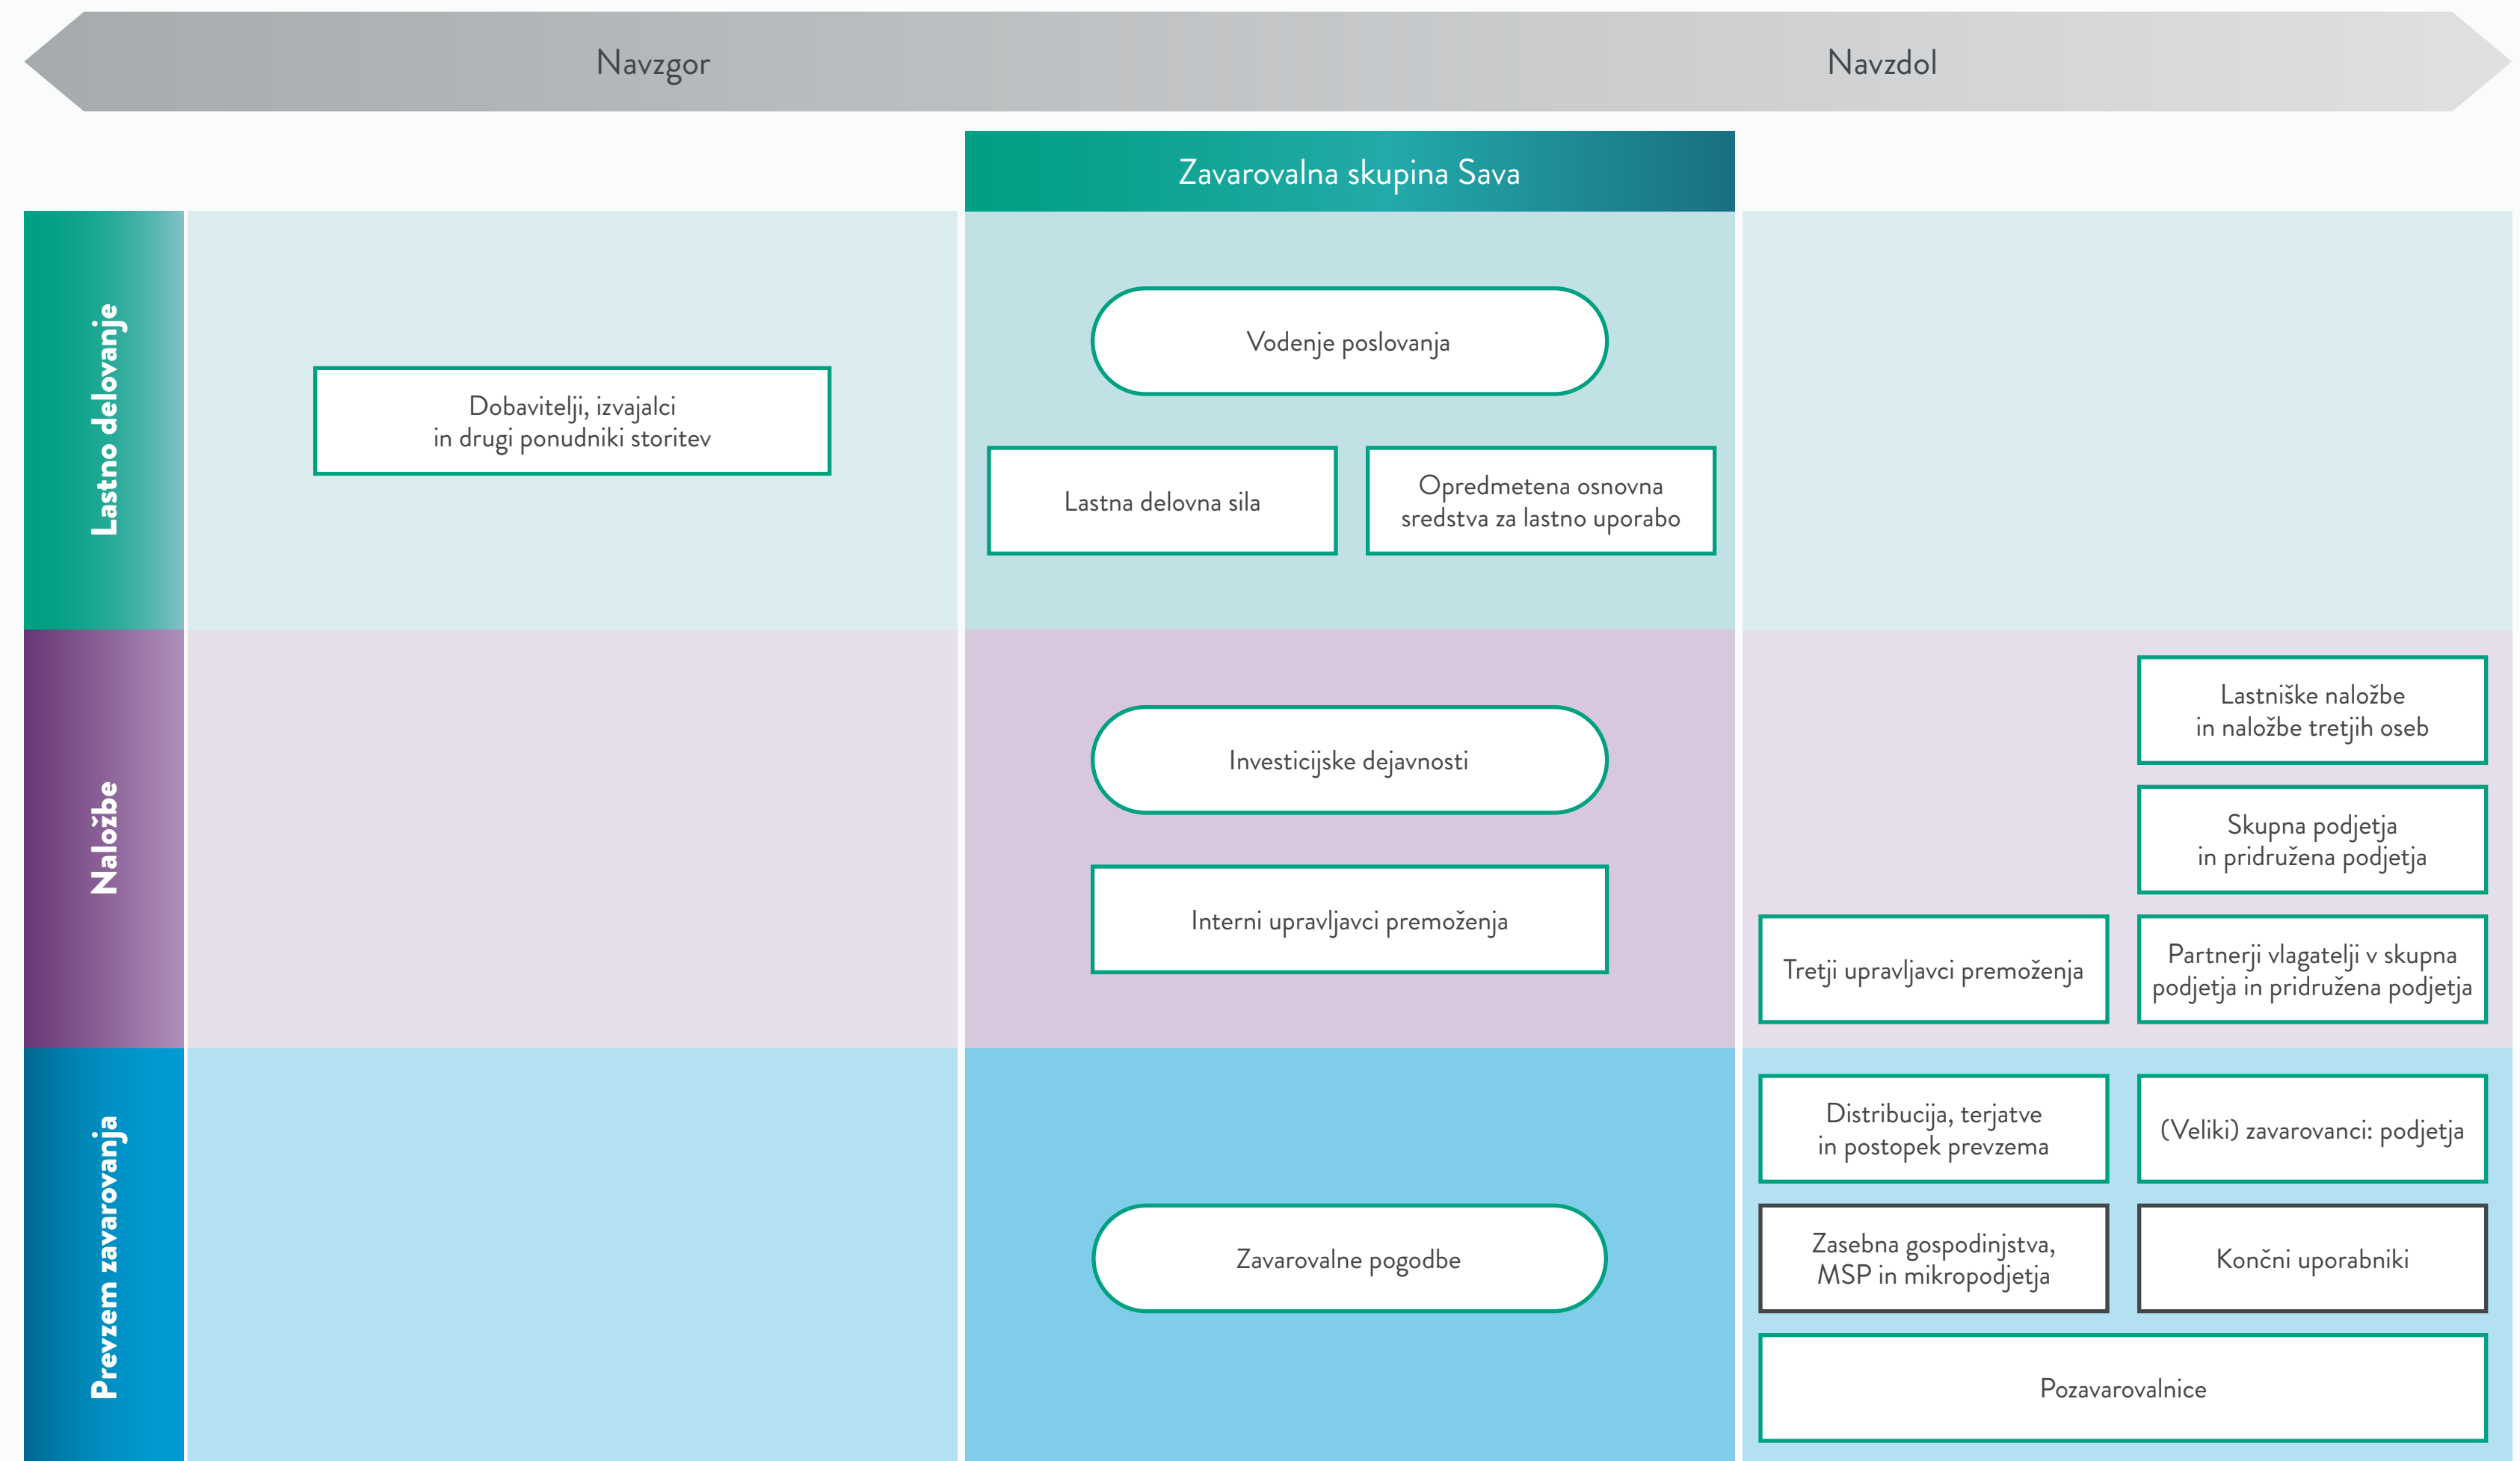 Navzgor
Navzdol
Zavarovalna skupina Sava
Lastno delovanje
Dobavitelji, izvajalci
in drugi ponudniki storitev
Vodenje poslovanja
Lastna delovna sila
Opredmetena osnovna
sredstva za lastno uporabo
Naložbe
Investicijske dejavnosti
Interni upravljavci premoženja
Lastniške naložbe
in naložbe tretjih oseb
Skupna podjetja
in pridružena podjetja
Tretji upravljavci premoženja
Partnerji vlagatelji v skupna
podjetja in pridružena podjetja
Prevzem zavarovanja
Zavarovalne pogodbe
Distribucija, terjatve
in postopek prevzema
(Veliki) zavarovanci: podjetja
Zasebna gospodinjstva,
MSP in mikropodjetja
Končni uporabniki
Pozavarovalnice